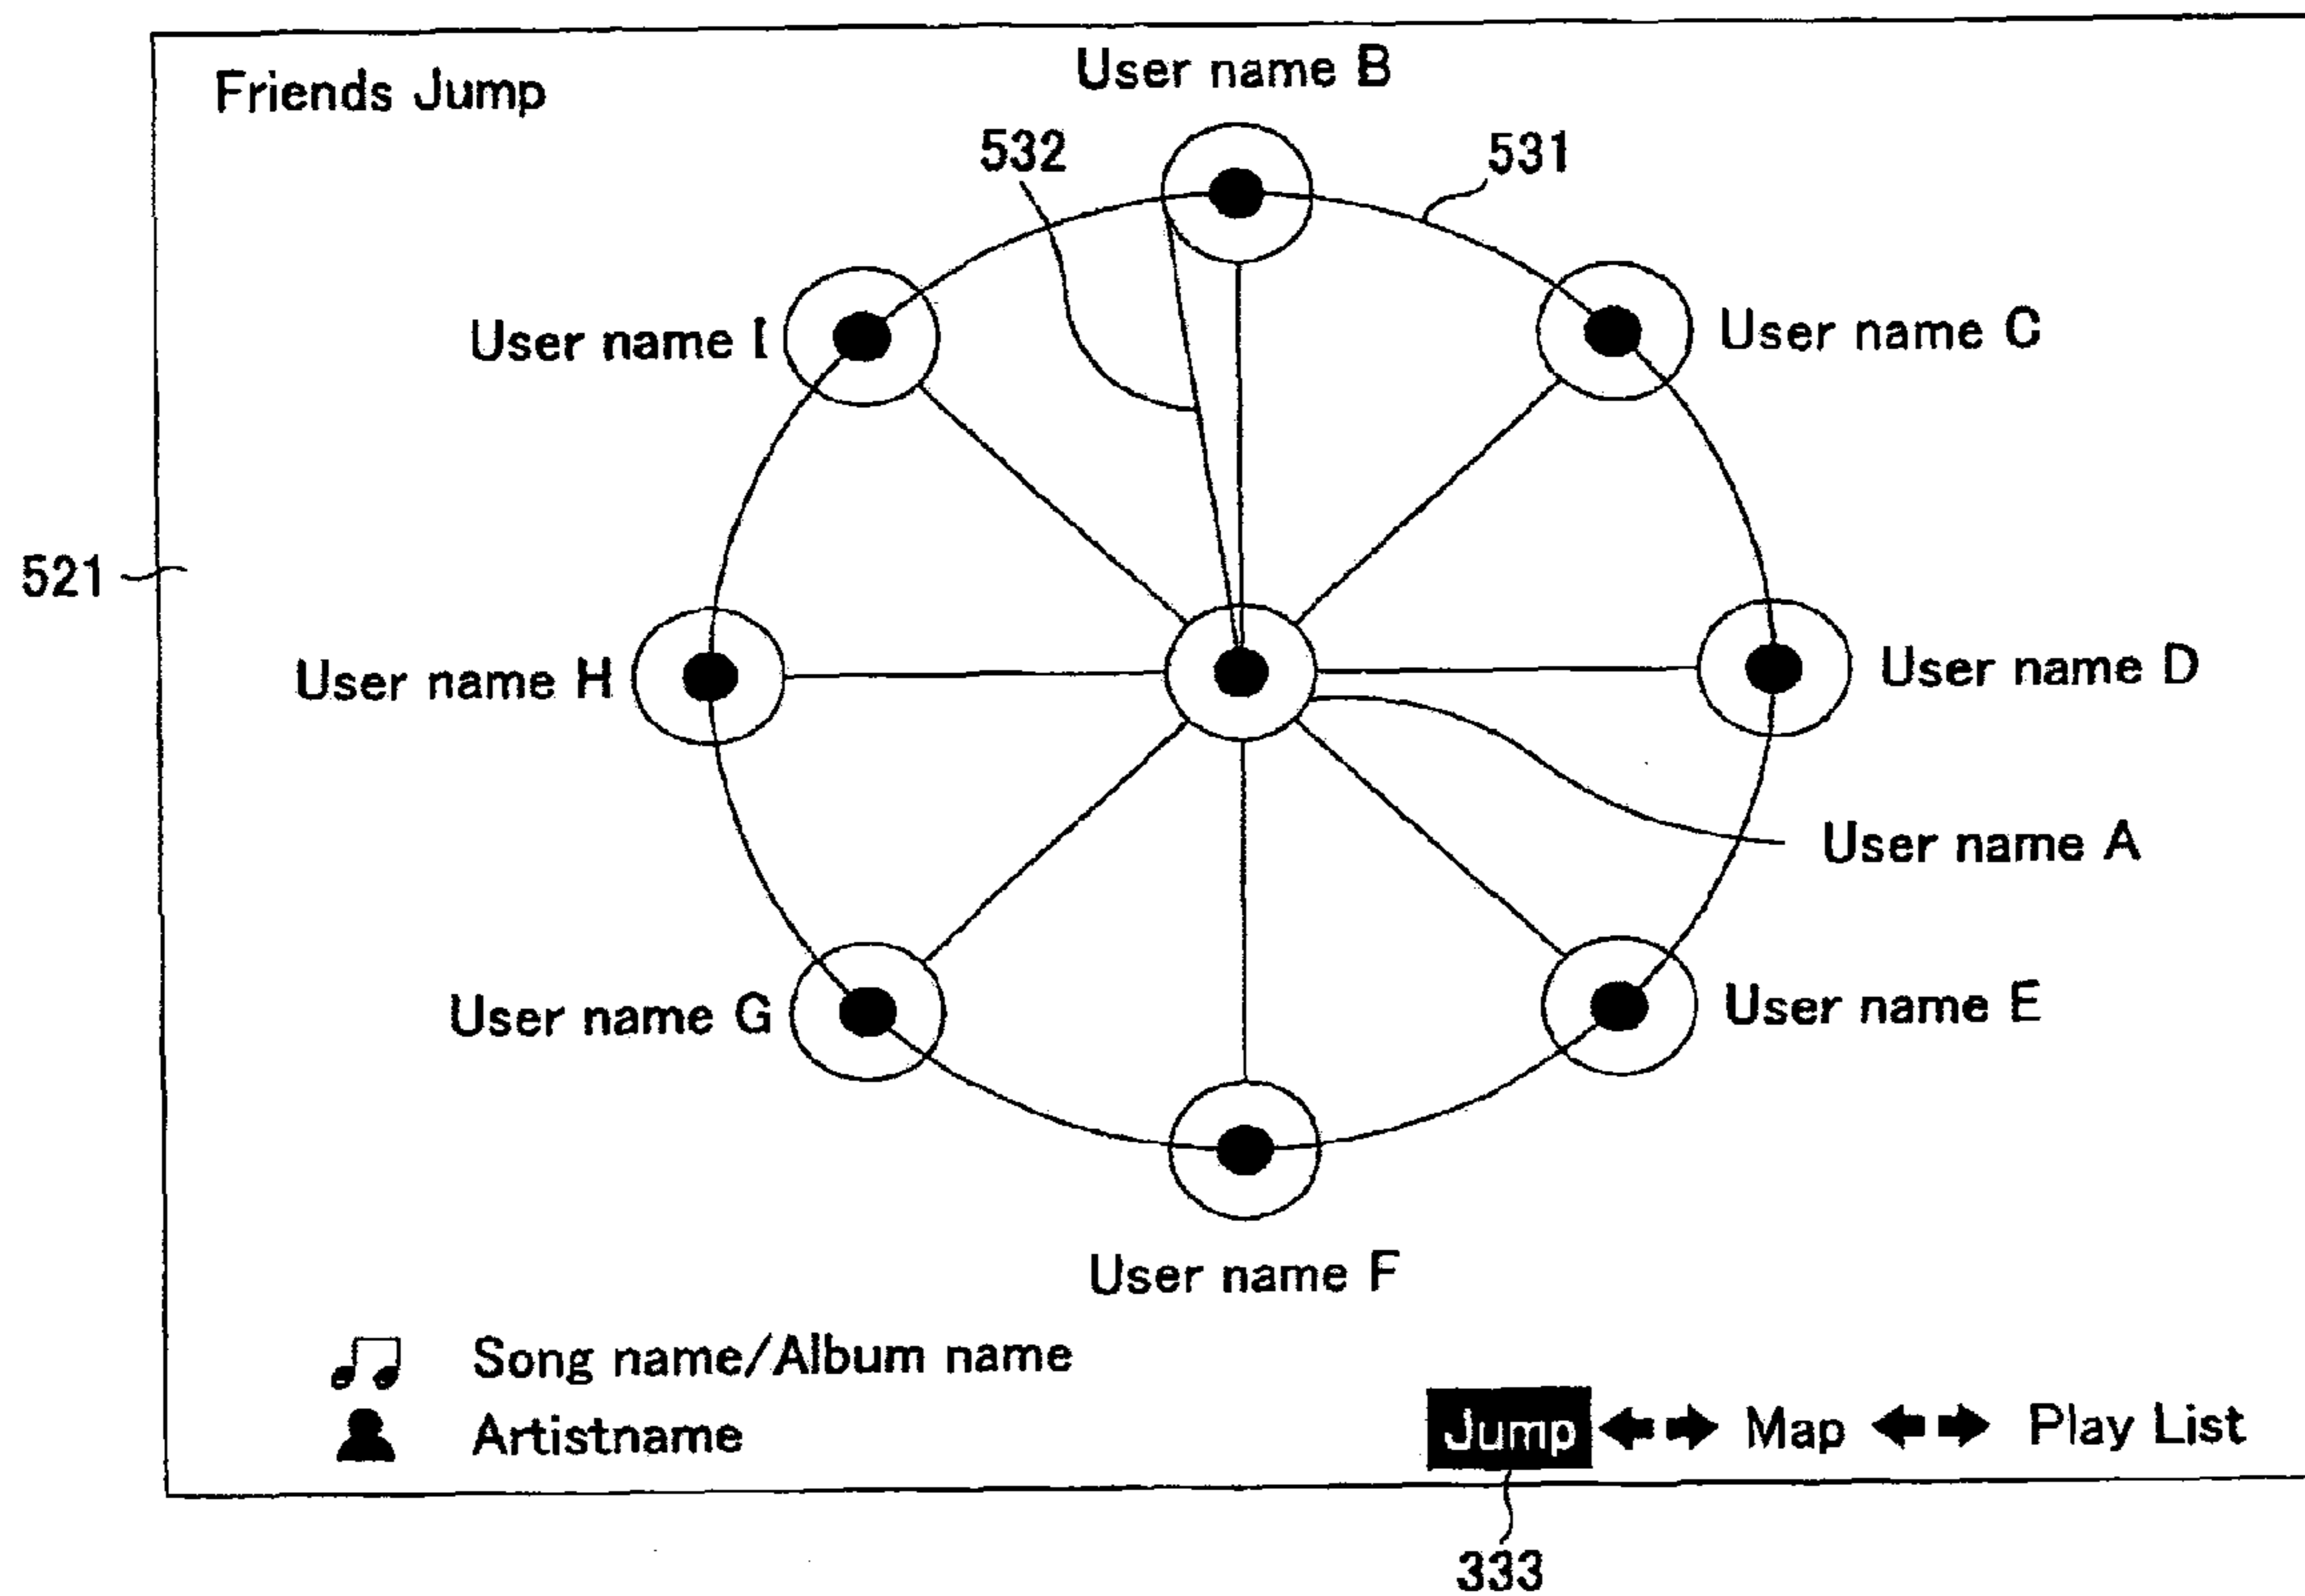 User name B
Friends Jump
532
531
User name I
User name C
521
User name H
User name D
User name A
User name G
User name E
User name F
Song name/Album name
Artistname
Jump Map Play List
333